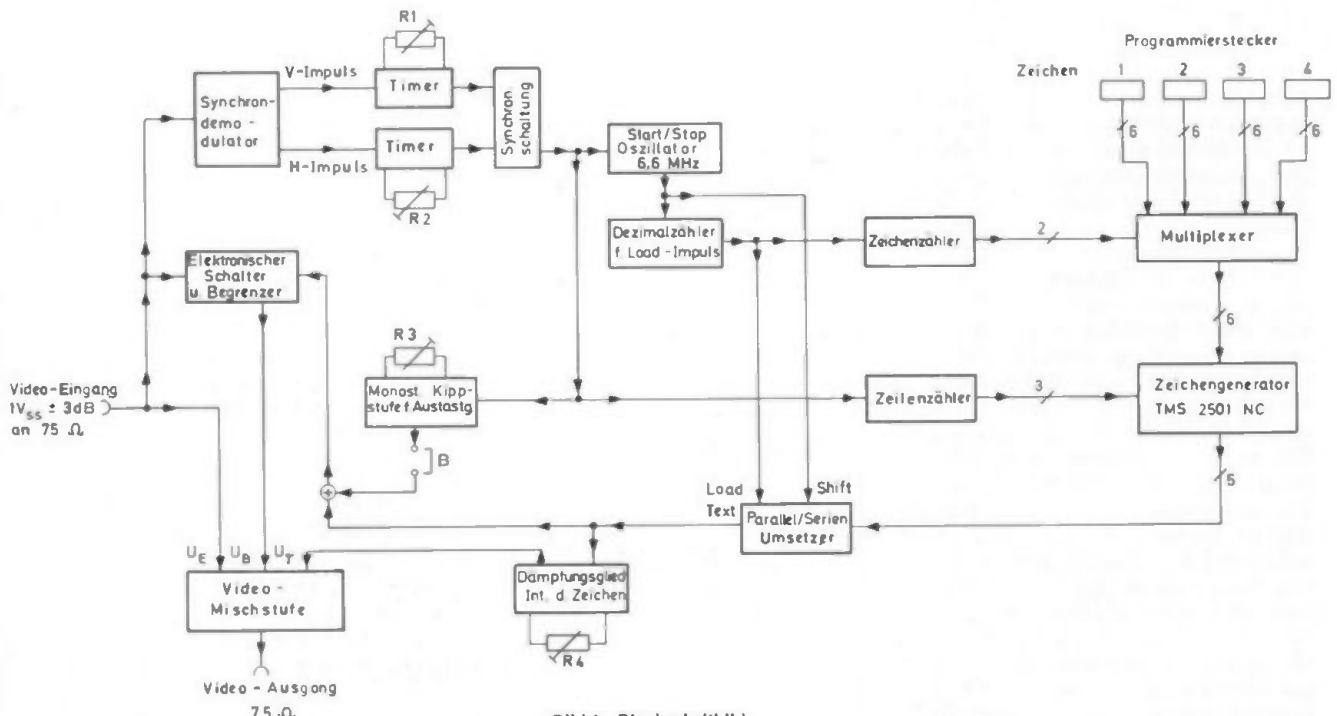 R1
Programmierstecker
V-Impuls
Zeichen
1
2
3
4
Timer
Synchron-
demo-
dulator
Synchron.
schaltung
Start/Stop
Oszillator
6,6 MHz
6
6
6
6
H-Impuls
Timer
R2
Dezimalzähler
f. Load-Impuls
Zeichenzähler
2
Multiplexer
Elektronischer
Schalter
u. Begrenzer
6
R3
Video-Eingang
1Vss ± 3dB
an 75 Ω
Monost. Kipp-
stufe f. Austastg.
Zeilenzähler
3
Zeichengenerator
TMS 2501 NC
B
5
Load
Shift
Text
Parallel/Serien
Umsetzer
UE
UB
UT
Video-
Mischstufe
Dämpfungsglied
Int. d. Zeichen
R4
Video-Ausgang
75 Ω